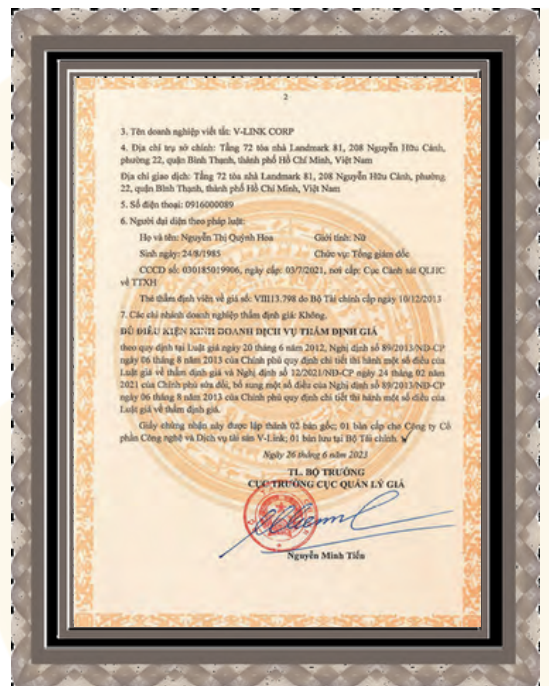 2
3. Tên doanh nghiệp viết tắt: V-LINK CORP
4. Địa chỉ trụ sở chính: Tầng 72 tòa nhà Landmark 81, 208 Nguyễn Hữu Cảnh,
phường 22, quận Bình Thạnh, thành phố Hồ Chí Minh, Việt Nam
Địa chỉ giao dịch: Tầng 72 tòa nhà Landmark 81, 208 Nguyễn Hữu Cảnh, phường
22, quận Bình Thạnh, thành phố Hồ Chí Minh, Việt Nam
5. Số điện thoại: 0916000089
6. Người đại diện theo pháp luật:
Họ và tên: Nguyễn Thị Quỳnh Hoa Giới tính: Nữ
Sinh ngày: 24/8/1985 Chức vụ: Tổng giám đốc
CCCD số: 030185019906, ngày cấp: 03/7/2021, nơi cấp: Cục Cảnh sát QLHC
về TTXH
Thẻ thẩm định viên về giá số: VIII13.798 do Bộ Tài chính cấp ngày 10/12/2013
7. Các chi nhánh doanh nghiệp thẩm định giá: Không.
ĐỦ ĐIỀU KIỆN KINH DOANH DỊCH VỤ THẨM ĐỊNH GIÁ
theo quy định tại Luật giá ngày 20 tháng 6 năm 2012, Nghị định số 89/2013/NĐ-CP
ngày 06 tháng 8 năm 2013 của Chính phủ quy định chi tiết thi hành một số điều của
Luật giá về thẩm định giá và Nghị định số 12/2021/NĐ-CP ngày 24 tháng 02 năm
2021 của Chính phủ sửa đổi, bổ sung một số điều của Nghị định số 89/2013/NĐ-CP
ngày 06 tháng 8 năm 2013 của Chính phủ quy định chi tiết thi hành một số điều của
Luật giá về thẩm định giá.
Giấy chứng nhận này được lập thành 02 bản gốc; 01 bản cấp cho Công ty Cổ
phần Công nghệ và Dịch vụ tài sản V-Link; 01 bản lưu tại Bộ Tài chính.
Ngày 26 tháng 6 năm 2023
TL. BỘ TRƯỞNG
CỤC TRƯỞNG CỤC QUẢN LÝ GIÁ
Nguyễn Minh Tiến